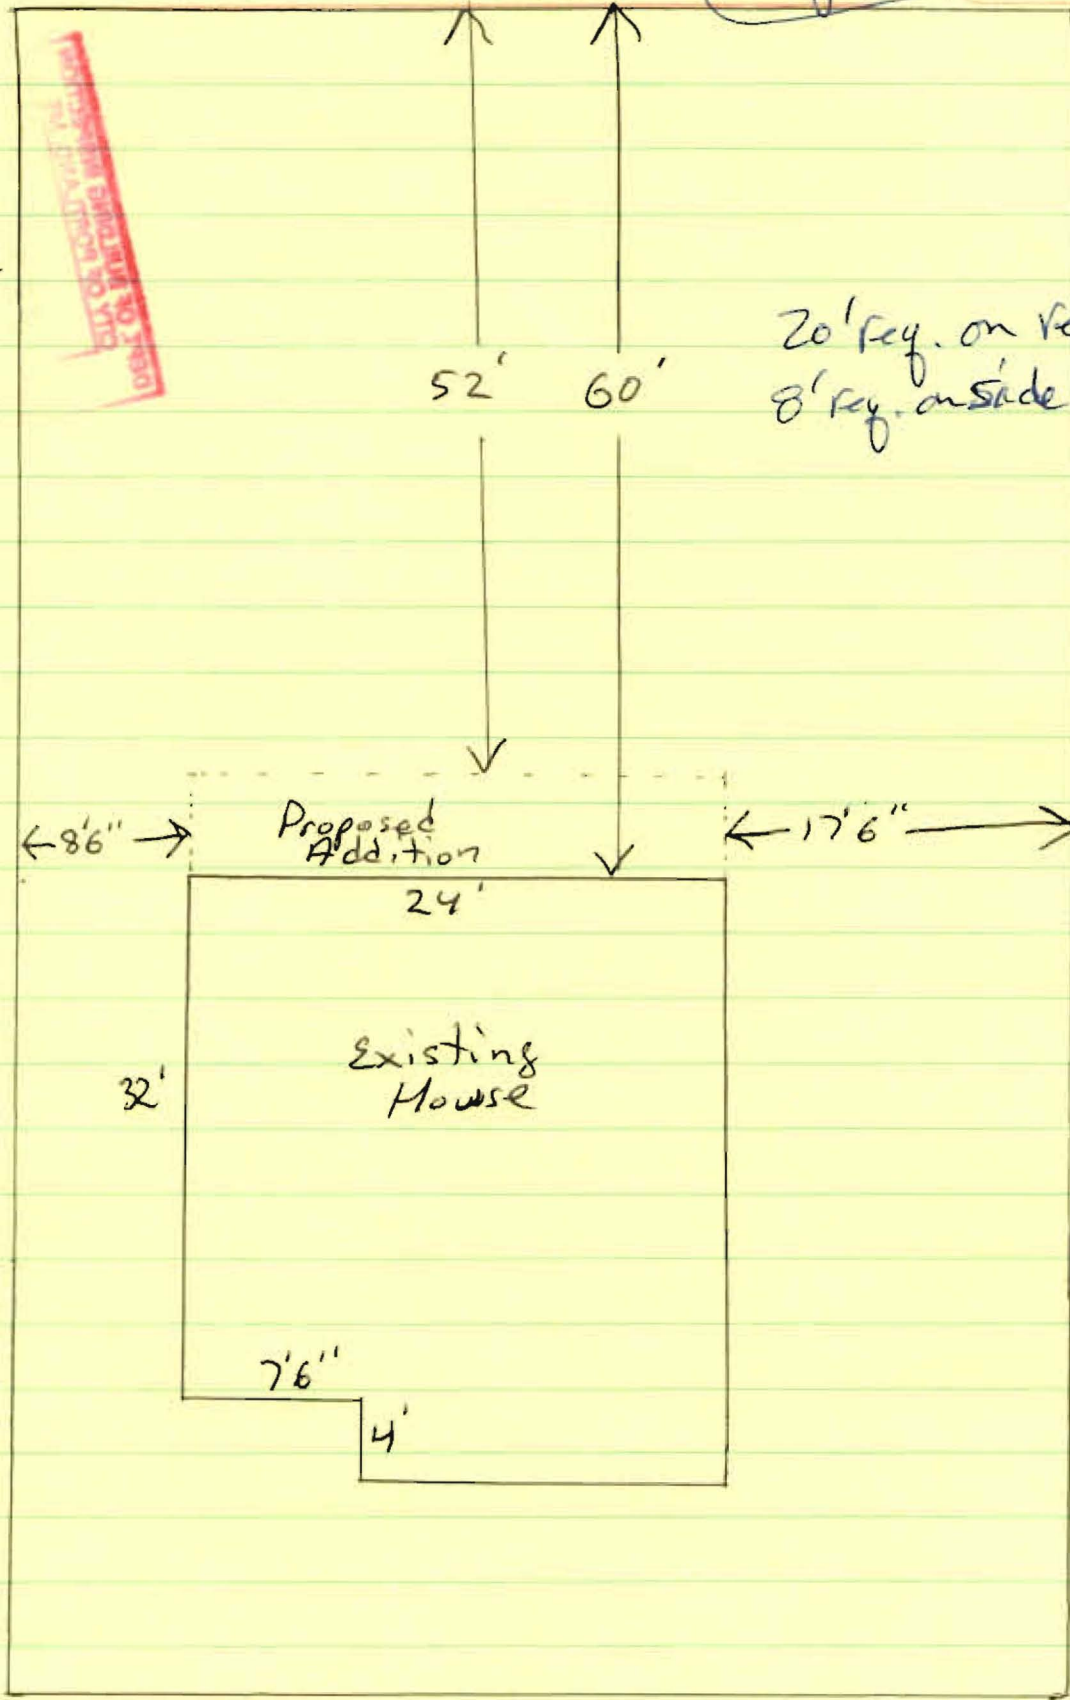 52' 60'
20' req. on
8' req. on side
8'6"
Proposed
Addition
17'6"
24'
Existing
House
32'
7'6"
4'